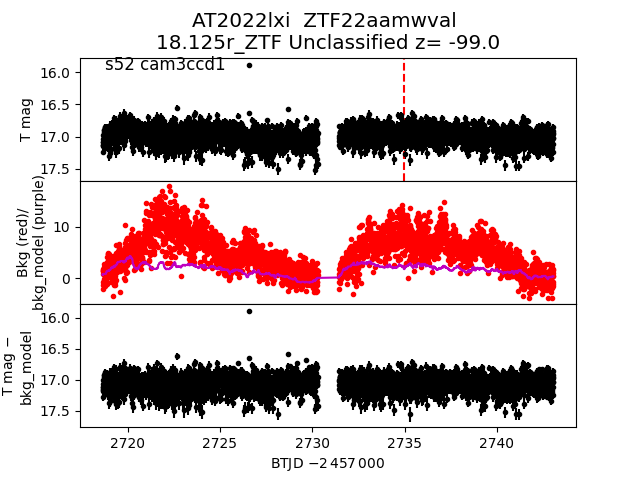 AT2022lxi  ZTF22aamwval
18.125r_ZTF Unclassified z= -99.0
s52 cam3ccd1
T mag
16.0
16.5
17.0
17.5
Bkg (red)/
bkg_model (purple)
10
0
T mag −
bkg_model
16.0
16.5
17.0
17.5
2720
2725
2730
2735
2740
BTJD −2 457 000